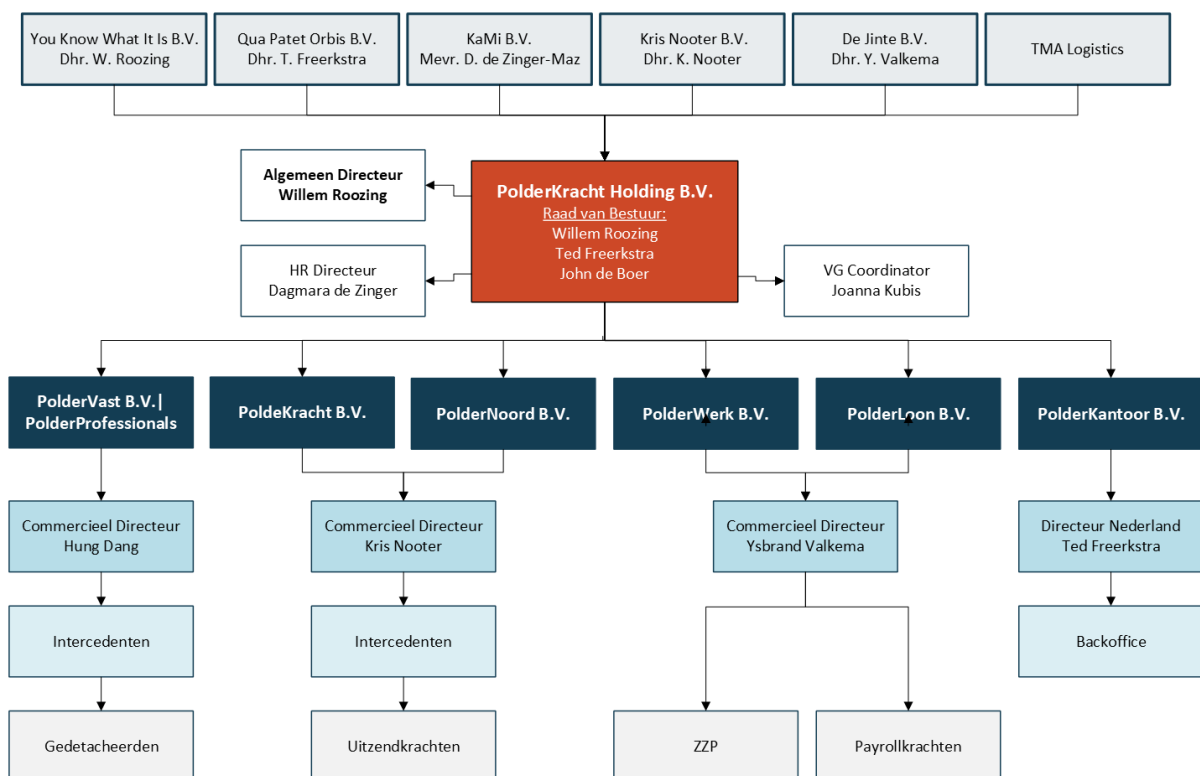 You Know What It Is B.V.
Dhr. W. Roozing
Qua Patet Orbis B.V.
Dhr. T. Freerkstra
KaMi B.V.
Mevr. D. de Zinger-Maz
Kris Nooter B.V.
Dhr. K. Nooter
De Jinte B.V.
Dhr. Y. Valkema
TMA Logistics
Algemeen Directeur
Willem Roozing
PolderKracht Holding B.V.
Raad van Bestuur:
Willem Roozing
Ted Freerkstra
John de Boer
HR Directeur
Dagmara de Zinger
VG Coordinator
Joanna Kubis
PolderVast B.V.|
PolderProfessionals
PoldeKracht B.V.
PolderNoord B.V.
PolderWerk B.V.
PolderLoon B.V.
PolderKantoor B.V.
Commercieel Directeur
Hung Dang
Commercieel Directeur
Kris Nooter
Commercieel Directeur
Ysbrand Valkema
Directeur Nederland
Ted Freerkstra
Intercedenten
Intercedenten
Backoffice
Gedetacheerden
Uitzendkrachten
ZZP
Payrollkrachten